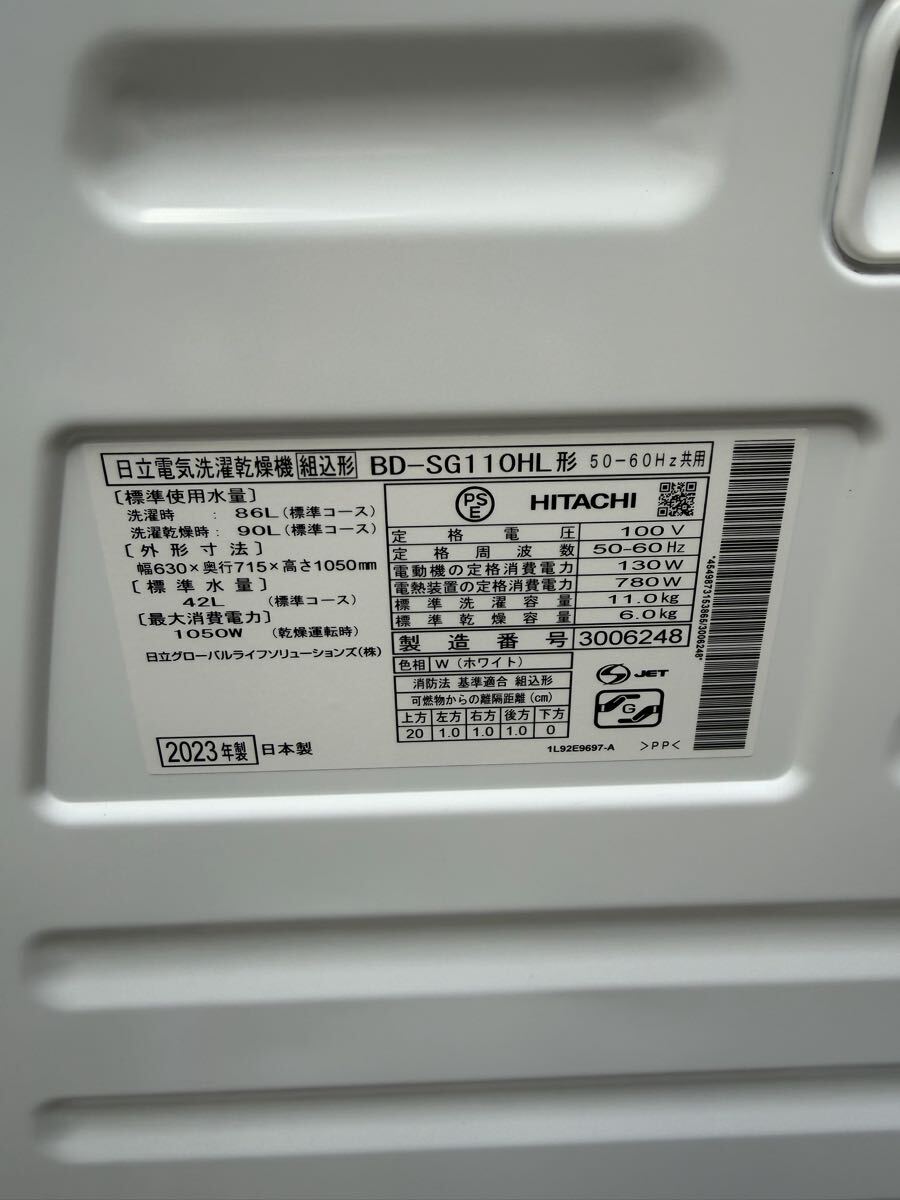 日立電気洗濯乾燥機 組込形 BD-SG110HL形 50-60Hz共用
[標準使用水量]
洗濯時 : 86L(標準コース)
洗濯乾燥時: 90L(標準コース)
[外形寸法]
幅630×奥行715×高さ1050mm
[標準水量]
42L (標準コース)
[最大消費電力]
1050W (乾燥運転時)
日立グローバルライフソリューションズ(株)
2023年製 日本製
PSE HITACHI
定格電圧 100V
定格周波数 50-60Hz
電動機の定格消費電力 130W
電熱装置の定格消費電力 780W
標準洗濯容量 11.0kg
標準乾燥容量 6.0kg
製造番号 3006248
色相 W(ホワイト)
消防法 基準適合 組込形
可燃物からの離隔距離(cm)
上方 左方 右方 後方 下方
20 1.0 1.0 1.0 0
JET
G
1L92E9697-A >PP<
*4549873163865/3006248*